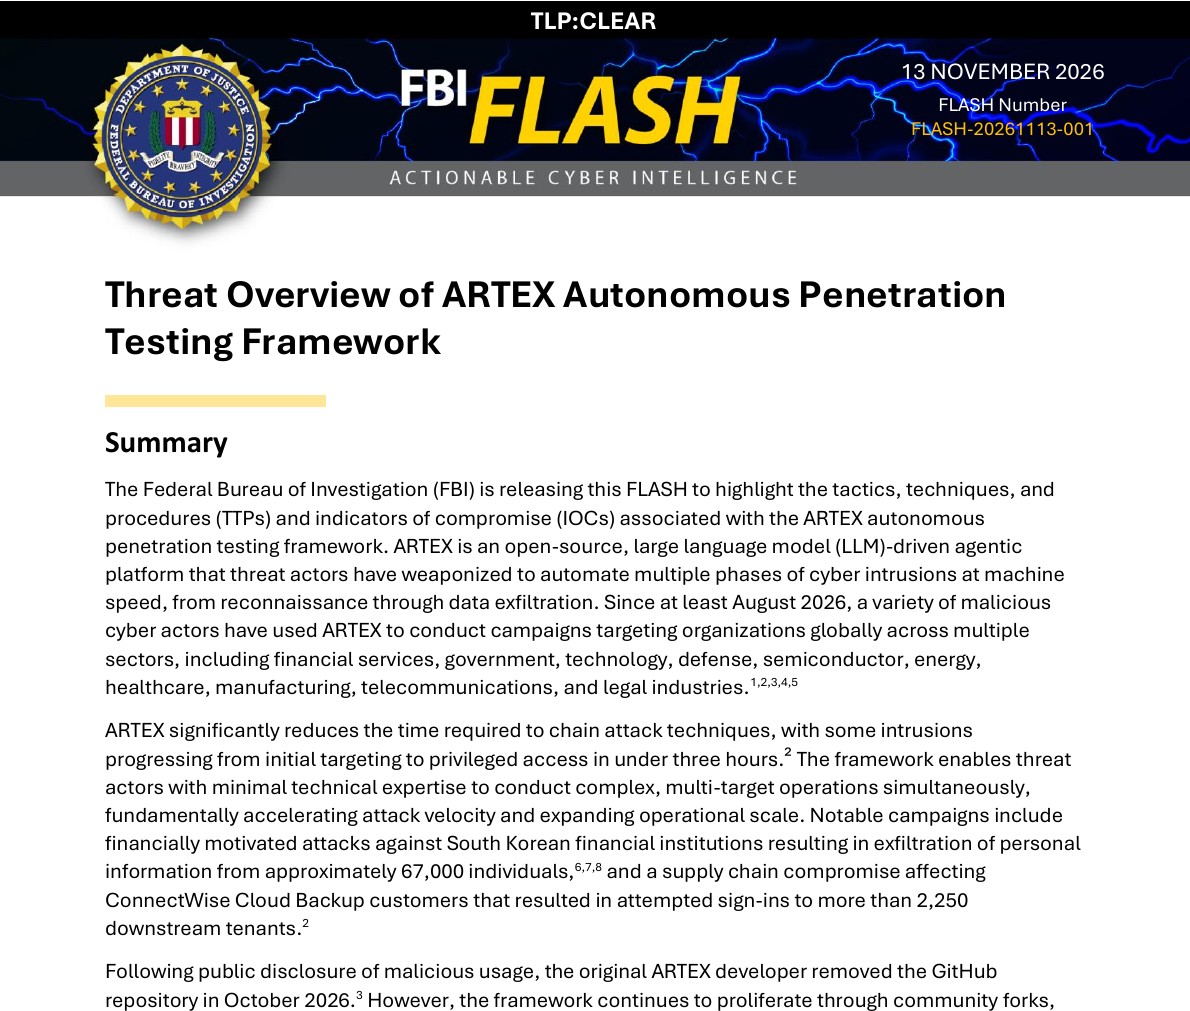 TLP:CLEAR
DEPARTMENT OF JUSTICE
FEDERAL BUREAU OF INVESTIGATION
FIDELITY BRAVERY INTEGRITY
FBI FLASH
13 NOVEMBER 2026
FLASH Number
FLASH-20261113-001
ACTIONABLE CYBER INTELLIGENCE
Threat Overview of ARTEX Autonomous Penetration
Testing Framework
Summary
The Federal Bureau of Investigation (FBI) is releasing this FLASH to highlight the tactics, techniques, and
procedures (TTPs) and indicators of compromise (IOCs) associated with the ARTEX autonomous
penetration testing framework. ARTEX is an open-source, large language model (LLM)-driven agentic
platform that threat actors have weaponized to automate multiple phases of cyber intrusions at machine
speed, from reconnaissance through data exfiltration. Since at least August 2026, a variety of malicious
cyber actors have used ARTEX to conduct campaigns targeting organizations globally across multiple
sectors, including financial services, government, technology, defense, semiconductor, energy,
healthcare, manufacturing, telecommunications, and legal industries.1,2,3,4,5
ARTEX significantly reduces the time required to chain attack techniques, with some intrusions
progressing from initial targeting to privileged access in under three hours.2 The framework enables threat
actors with minimal technical expertise to conduct complex, multi-target operations simultaneously,
fundamentally accelerating attack velocity and expanding operational scale. Notable campaigns include
financially motivated attacks against South Korean financial institutions resulting in exfiltration of personal
information from approximately 67,000 individuals,6,7,8 and a supply chain compromise affecting
ConnectWise Cloud Backup customers that resulted in attempted sign-ins to more than 2,250
downstream tenants.2
Following public disclosure of malicious usage, the original ARTEX developer removed the GitHub
repository in October 2026.3 However, the framework continues to proliferate through community forks,